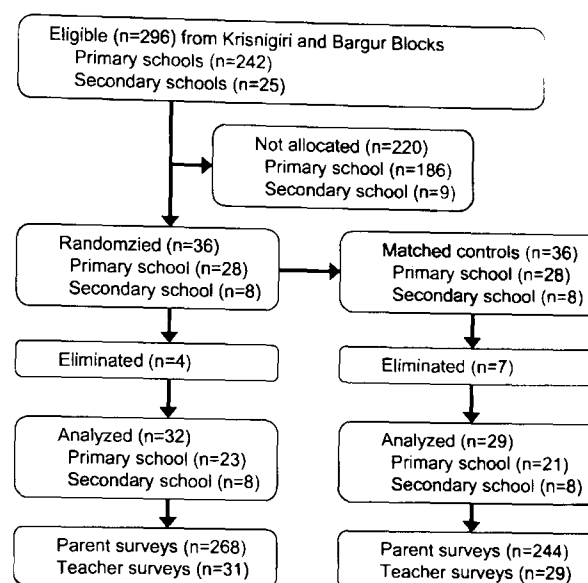 Eligible (n=296) from Krisnigiri and Bargur Blocks
Primary schools (n=242)
Secondary schools (n=25)
Not allocated (n=220)
Primary school (n=186)
Secondary school (n=9)
Randomzied (n=36)
Primary school (n=28)
Secondary school (n=8)
Matched controls (n=36)
Primary school (n=28)
Secondary school (n=8)
Eliminated (n=4)
Eliminated (n=7)
Analyzed (n=32)
Primary school (n=23)
Secondary school (n=8)
Analyzed (n=29)
Primary school (n=21)
Secondary school (n=8)
Parent surveys (n=268)
Teacher surveys (n=31)
Parent surveys (n=244)
Teacher surveys (n=29)